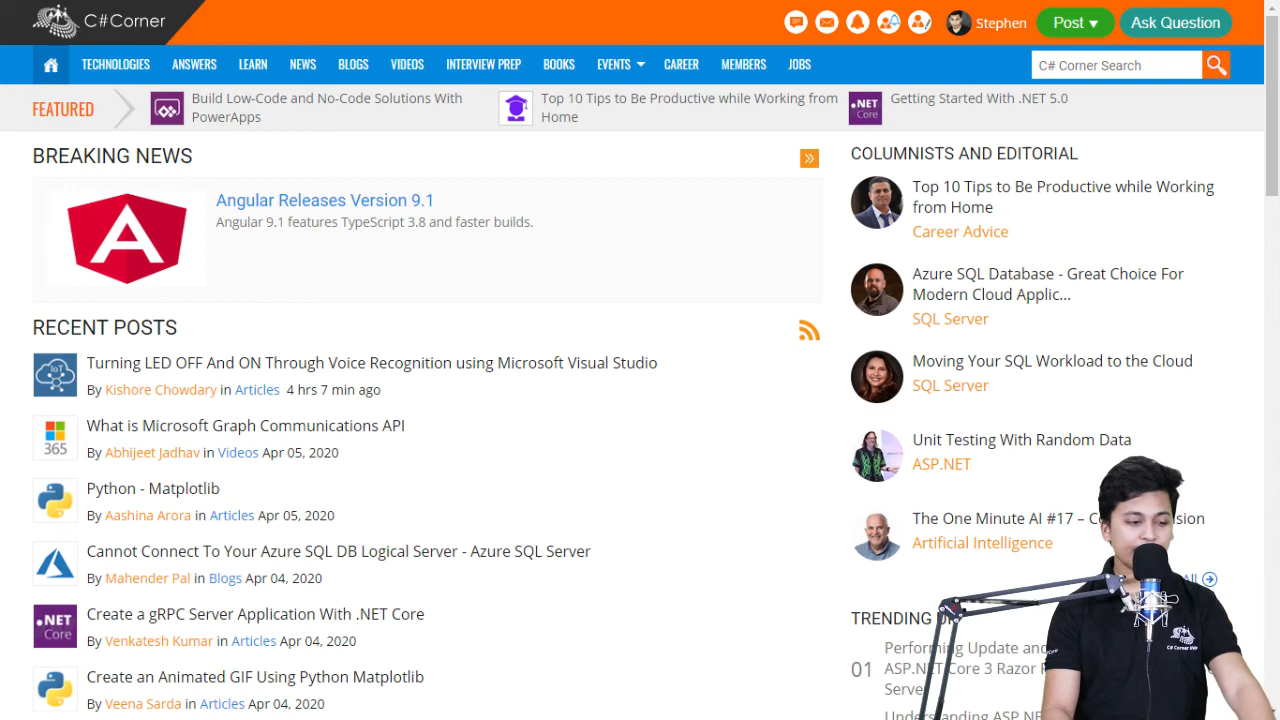 C#Corner
Stephen
Post
Ask Question
TECHNOLOGIES
ANSWERS
LEARN
NEWS
BLOGS
VIDEOS
INTERVIEW PREP
BOOKS
EVENTS
CAREER
MEMBERS
JOBS
C# Corner Search
FEATURED
Build Low-Code and No-Code Solutions With
PowerApps
Top 10 Tips to Be Productive while Working from
Home
.NET
Core
Getting Started With .NET 5.0
BREAKING NEWS
A
Angular Releases Version 9.1
Angular 9.1 features TypeScript 3.8 and faster builds.
RECENT POSTS
IoT
Turning LED OFF And ON Through Voice Recognition using Microsoft Visual Studio
By Kishore Chowdary in Articles 4 hrs 7 min ago
365
What is Microsoft Graph Communications API
By Abhijeet Jadhav in Videos Apr 05, 2020
Python - Matplotlib
By Aashina Arora in Articles Apr 05, 2020
Cannot Connect To Your Azure SQL DB Logical Server - Azure SQL Server
By Mahender Pal in Blogs Apr 04, 2020
.NET
Core
Create a gRPC Server Application With .NET Core
By Venkatesh Kumar in Articles Apr 04, 2020
Create an Animated GIF Using Python Matplotlib
By Veena Sarda in Articles Apr 04, 2020
COLUMNISTS AND EDITORIAL
Top 10 Tips to Be Productive while Working
from Home
Career Advice
Azure SQL Database - Great Choice For
Modern Cloud Applic...
SQL Server
Moving Your SQL Workload to the Cloud
SQL Server
Unit Testing With Random Data
ASP.NET
The One Minute AI #17 –
Artificial Intelligence
All
TRENDING
01
Performing Update and
ASP.NET Core 3 Razor
Serve
Understanding ASP.NE
C# Corner MVP